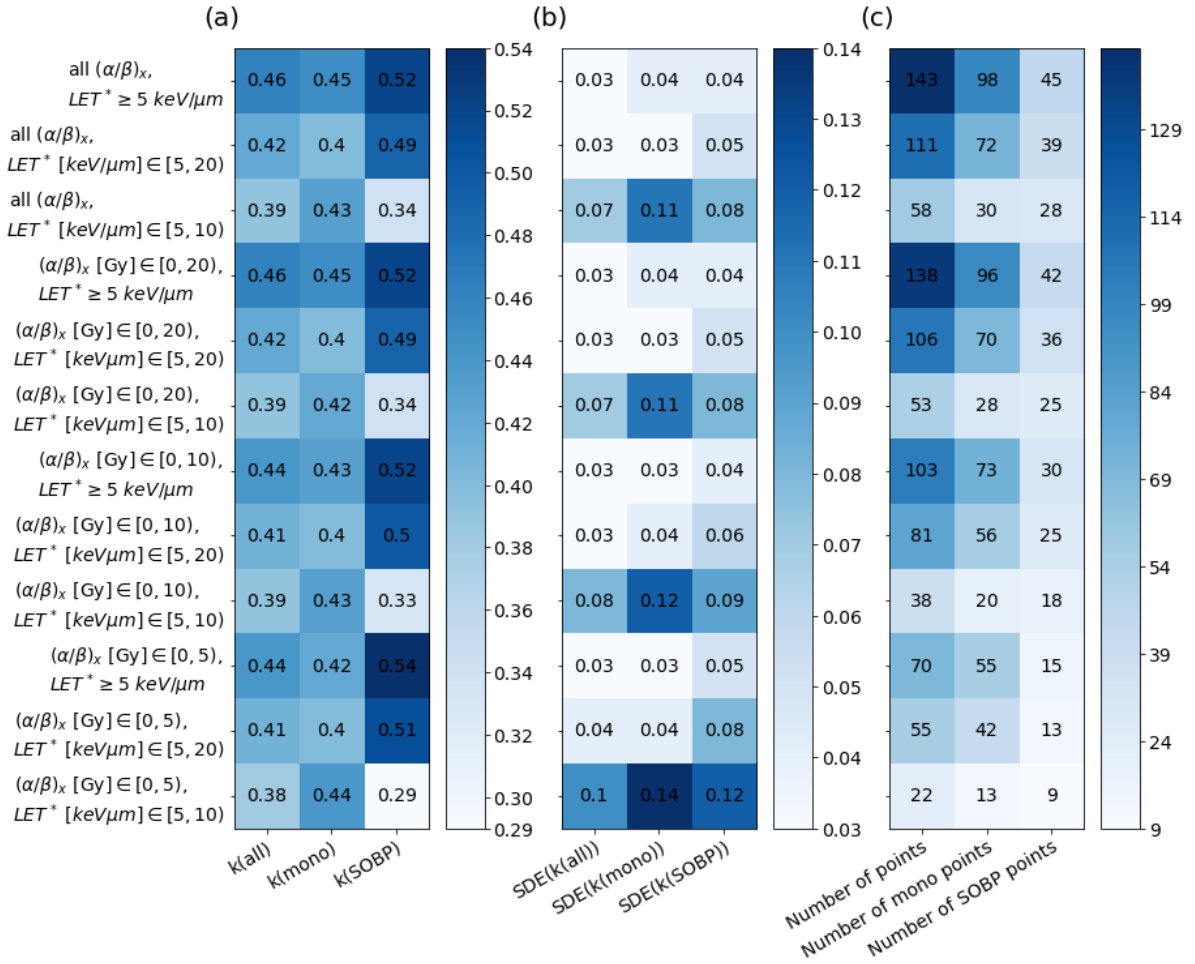 (a) (b) (c)
all (α/β)ₓ,
LET* ≥ 5 keV/μm
all (α/β)ₓ,
LET* [keV/μm] ∈ [5, 20)
all (α/β)ₓ,
LET* [keV/μm] ∈ [5, 10)
(α/β)ₓ [Gy] ∈ [0, 20),
LET* ≥ 5 keV/μm
(α/β)ₓ [Gy] ∈ [0, 20),
LET* [keVμm] ∈ [5, 20)
(α/β)ₓ [Gy] ∈ [0, 20),
LET* [keVμm] ∈ [5, 10)
(α/β)ₓ [Gy] ∈ [0, 10),
LET* ≥ 5 keV/μm
(α/β)ₓ [Gy] ∈ [0, 10),
LET* [keVμm] ∈ [5, 20)
(α/β)ₓ [Gy] ∈ [0, 10),
LET* [keVμm] ∈ [5, 10)
(α/β)ₓ [Gy] ∈ [0, 5),
LET* ≥ 5 keV/μm
(α/β)ₓ [Gy] ∈ [0, 5),
LET* [keVμm] ∈ [5, 20)
(α/β)ₓ [Gy] ∈ [0, 5),
LET* [keVμm] ∈ [5, 10)
0.46 0.45 0.52
0.42 0.4 0.49
0.39 0.43 0.34
0.46 0.45 0.52
0.42 0.4 0.49
0.39 0.42 0.34
0.44 0.43 0.52
0.41 0.4 0.5
0.39 0.43 0.33
0.44 0.42 0.54
0.41 0.4 0.51
0.38 0.44 0.29
k(all) k(mono) k(SOBP)
0.54
0.52
0.50
0.48
0.46
0.44
0.42
0.40
0.38
0.36
0.34
0.32
0.30
0.29
0.03 0.04 0.04
0.03 0.03 0.05
0.07 0.11 0.08
0.03 0.04 0.04
0.03 0.03 0.05
0.07 0.11 0.08
0.03 0.03 0.04
0.03 0.04 0.06
0.08 0.12 0.09
0.03 0.03 0.05
0.04 0.04 0.08
0.1 0.14 0.12
SDE(k(all)) SDE(k(mono)) SDE(k(SOBP))
0.14
0.13
0.12
0.11
0.10
0.09
0.08
0.07
0.06
0.05
0.04
0.03
143 98 45
111 72 39
58 30 28
138 96 42
106 70 36
53 28 25
103 73 30
81 56 25
38 20 18
70 55 15
55 42 13
22 13 9
Number of points Number of mono points Number of SOBP points
129
114
99
84
69
54
39
24
9